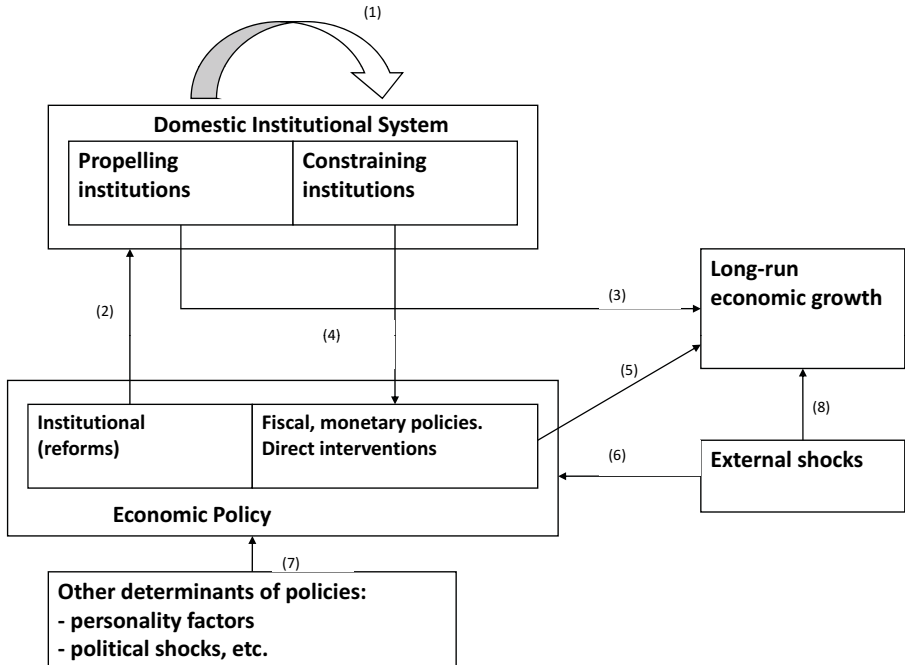 (1)
Domestic Institutional System
Propelling
institutions
Constraining
institutions
(2)
(3)
(4)
Long-run
economic growth
(5)
(8)
Institutional
(reforms)
Fiscal, monetary policies.
Direct interventions
(6)
External shocks
Economic Policy
(7)
Other determinants of policies:
- personality factors
- political shocks, etc.